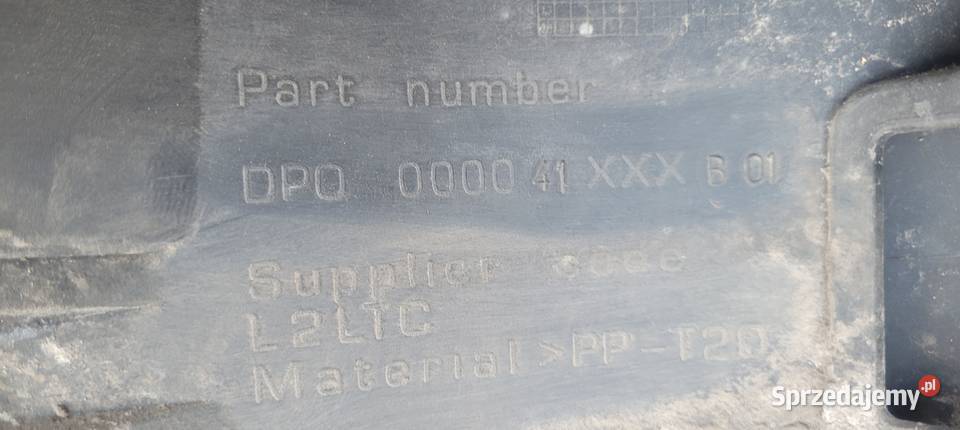 Part number
DPO 0000 41 XXX B 01
Supplier code
L2LTC
Material >PP-T20
Sprzedajemy.pl